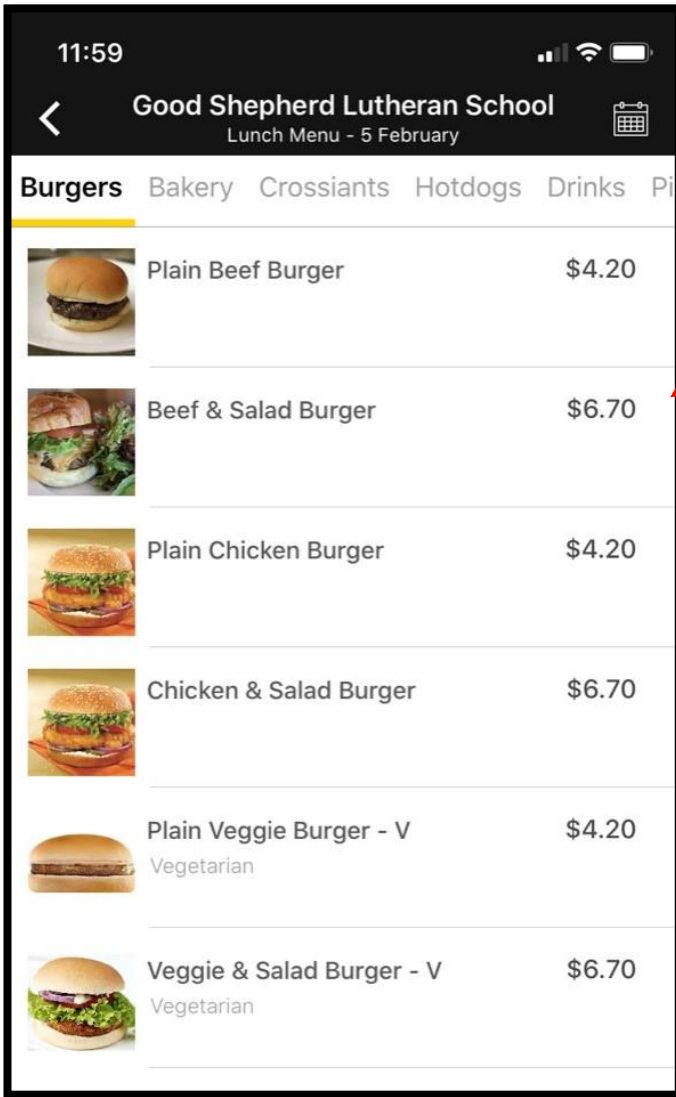 11:59
Good Shepherd Lutheran School
Lunch Menu - 5 February
Burgers Bakery Crossiants Hotdogs Drinks Pi
Plain Beef Burger $4.20
Beef & Salad Burger $6.70
Plain Chicken Burger $4.20
Chicken & Salad Burger $6.70
Plain Veggie Burger - V $4.20
Vegetarian
Veggie & Salad Burger - V $6.70
Vegetarian